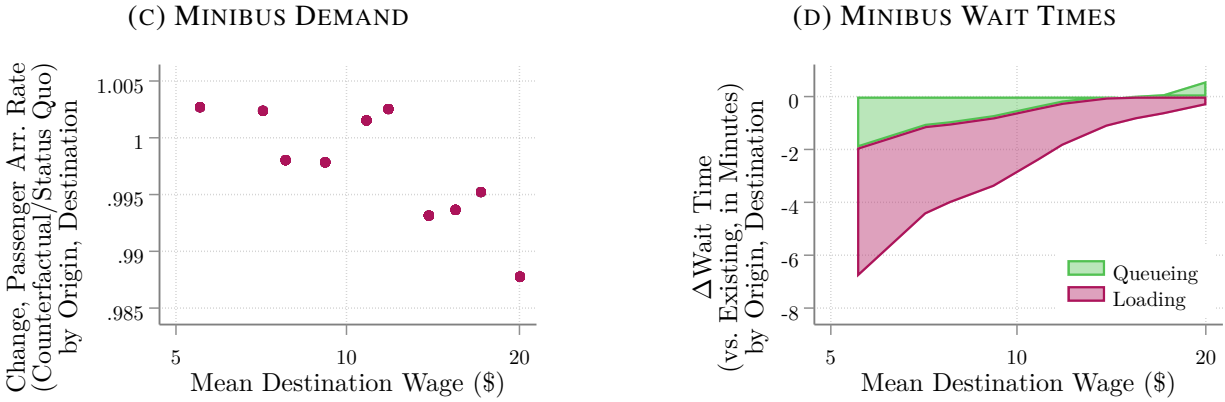 (C) MINIBUS DEMAND
Change, Passenger Arr. Rate
(Counterfactual/Status Quo)
by Origin, Destination
1.005
1
.995
.99
.985
5
10
20
Mean Destination Wage ($)
(D) MINIBUS WAIT TIMES
ΔWait Time
(vs. Existing, in Minutes)
by Origin, Destination
0
-2
-4
-6
-8
Queueing
Loading
5
10
20
Mean Destination Wage ($)